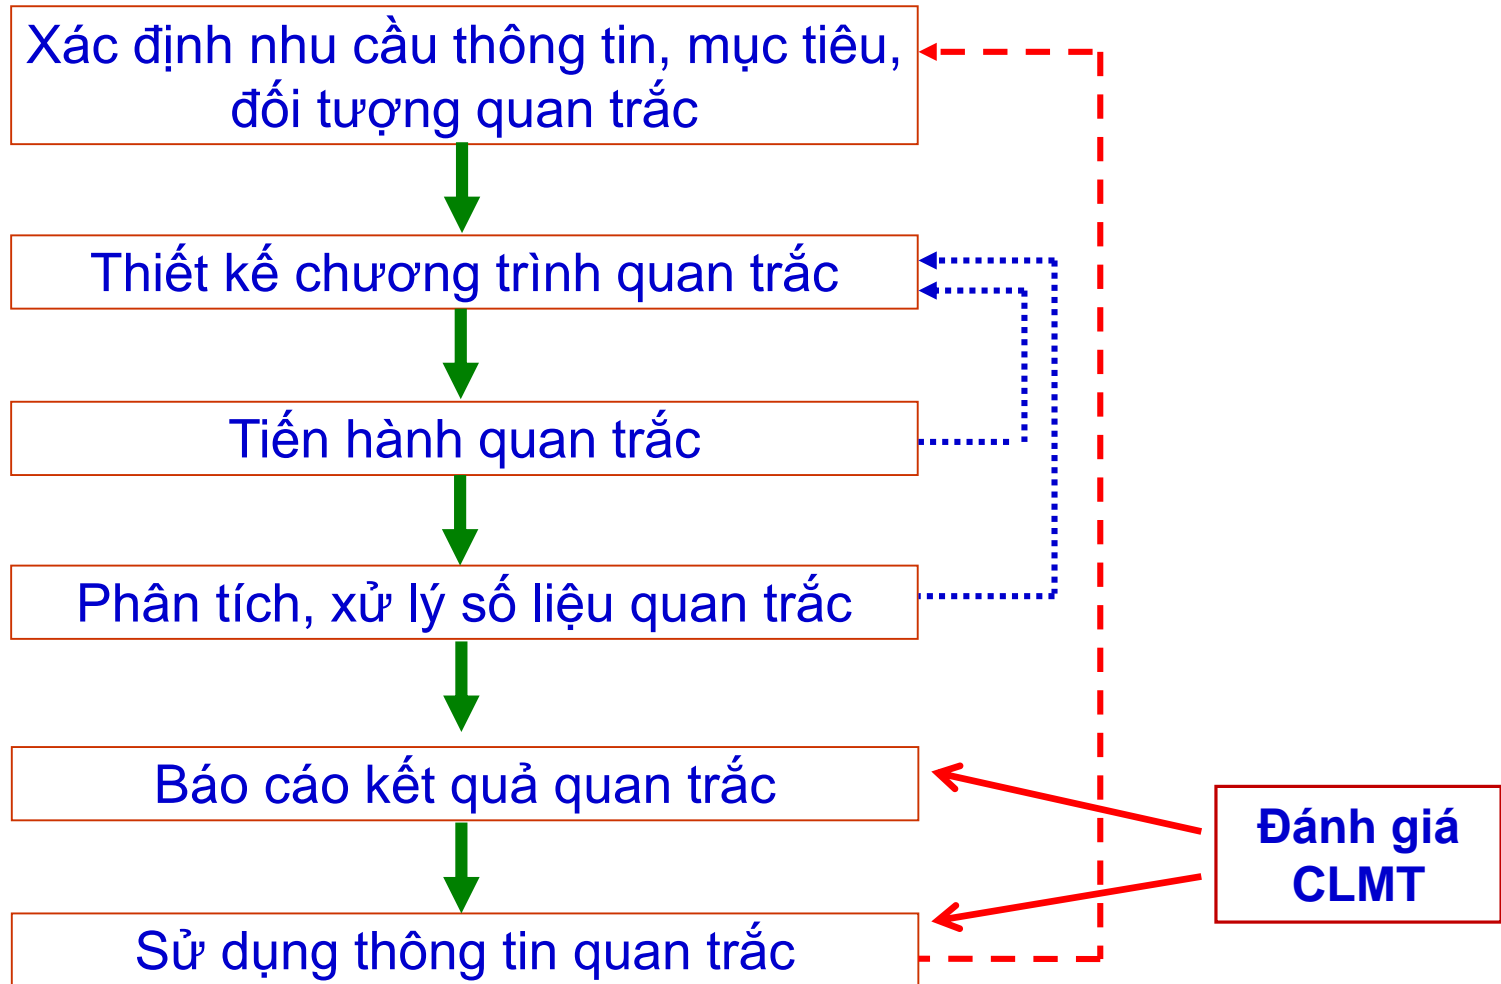 Xác định nhu cầu thông tin, mục tiêu,
đối tượng quan trắc
Thiết kế chương trình quan trắc
Tiến hành quan trắc
Phân tích, xử lý số liệu quan trắc
Báo cáo kết quả quan trắc
Đánh giá
CLMT
Sử dụng thông tin quan trắc